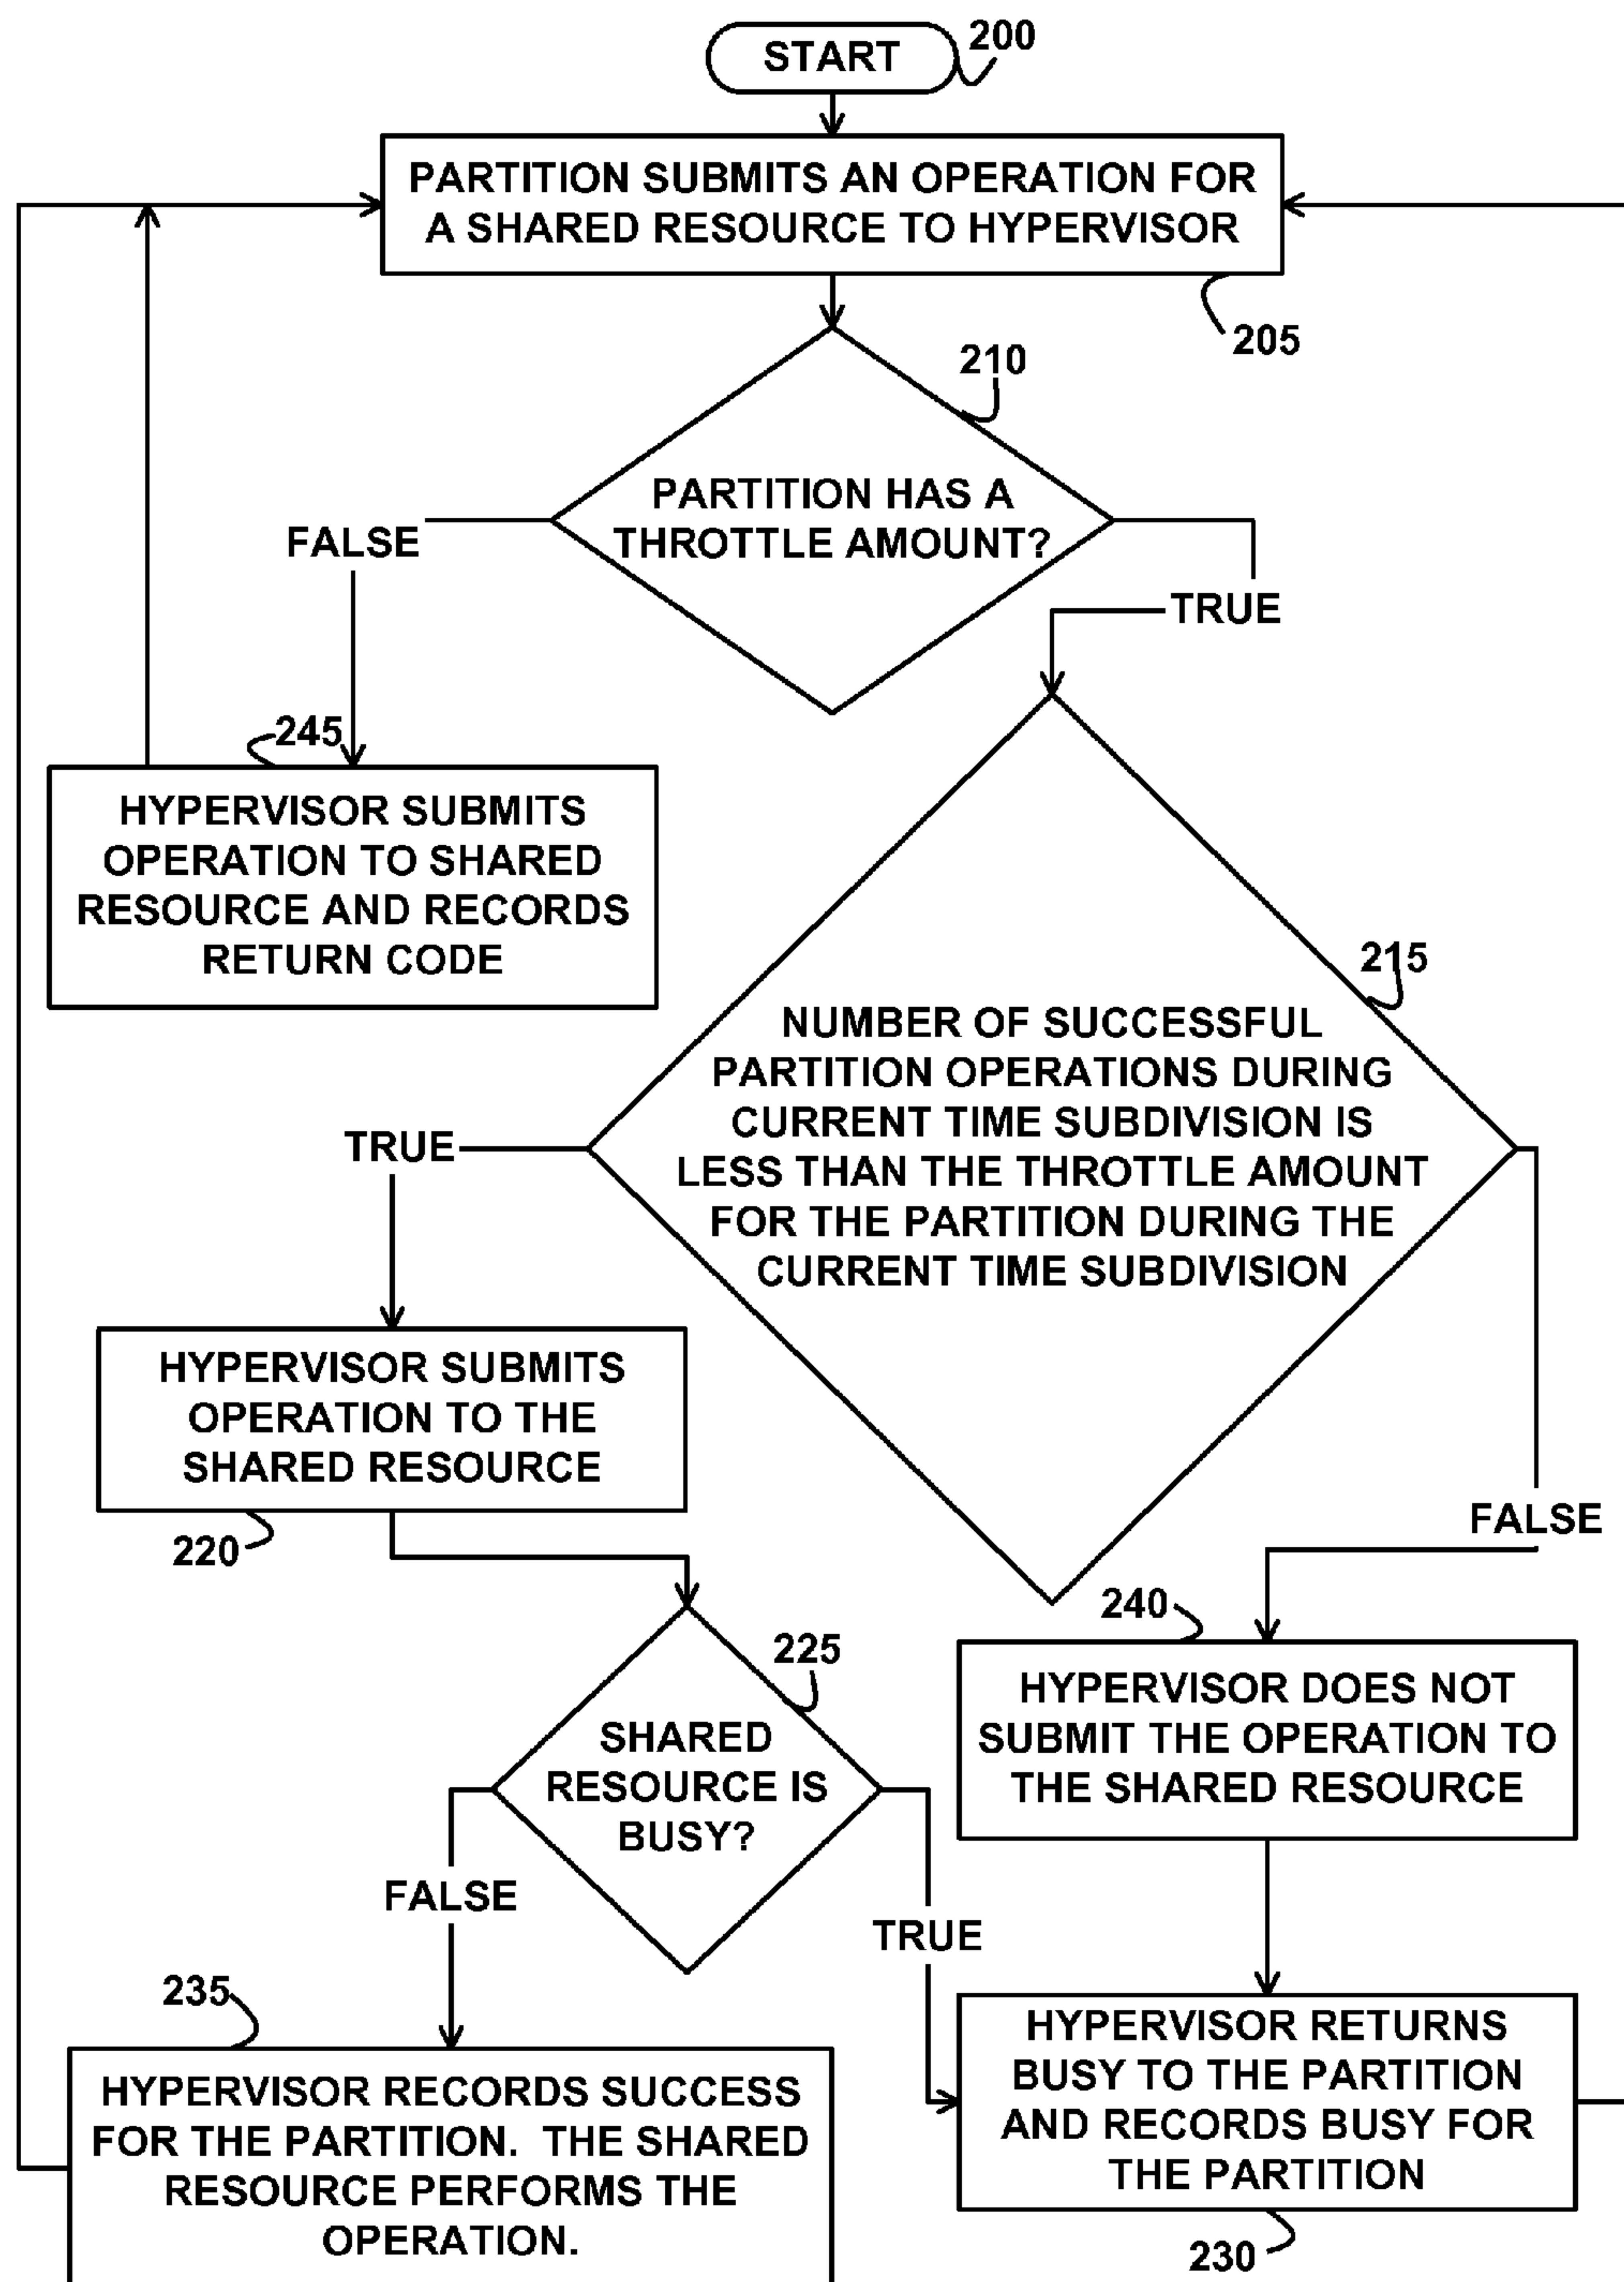 START
200
PARTITION SUBMITS AN OPERATION FOR
A SHARED RESOURCE TO HYPERVISOR
205
210
PARTITION HAS A
THROTTLE AMOUNT?
FALSE
TRUE
245
HYPERVISOR SUBMITS
OPERATION TO SHARED
RESOURCE AND RECORDS
RETURN CODE
215
NUMBER OF SUCCESSFUL
PARTITION OPERATIONS DURING
CURRENT TIME SUBDIVISION IS
LESS THAN THE THROTTLE AMOUNT
FOR THE PARTITION DURING THE
CURRENT TIME SUBDIVISION
TRUE
HYPERVISOR SUBMITS
OPERATION TO THE
SHARED RESOURCE
220
FALSE
240
HYPERVISOR DOES NOT
SUBMIT THE OPERATION TO
THE SHARED RESOURCE
225
SHARED
RESOURCE IS
BUSY?
FALSE
TRUE
235
HYPERVISOR RECORDS SUCCESS
FOR THE PARTITION. THE SHARED
RESOURCE PERFORMS THE
OPERATION.
HYPERVISOR RETURNS
BUSY TO THE PARTITION
AND RECORDS BUSY FOR
THE PARTITION
230